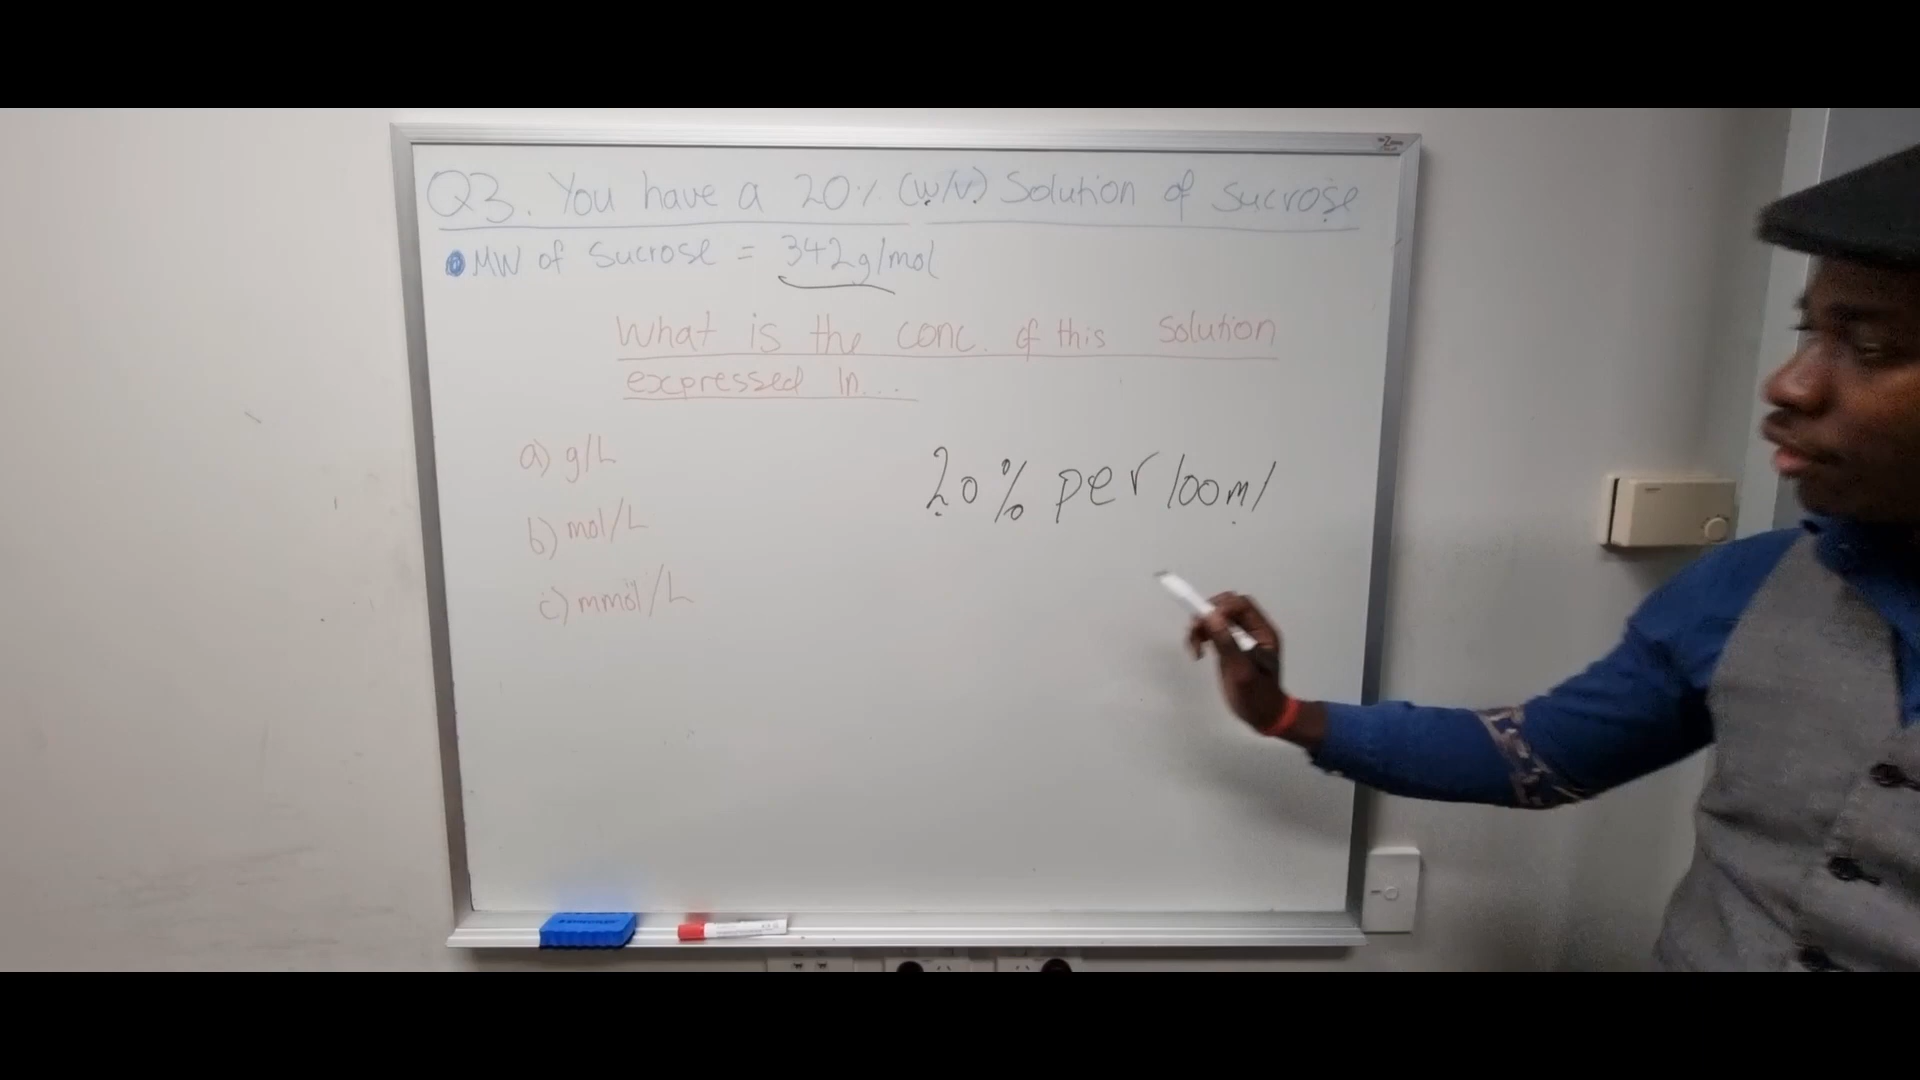 Q3. You have a 20% (w/v) Solution of Sucrose
MW of Sucrose = 342g/mol
What is the conc. of this Solution
expressed In...
a) g/L
20% per 100ml
b) mol/L
c) mmol/L